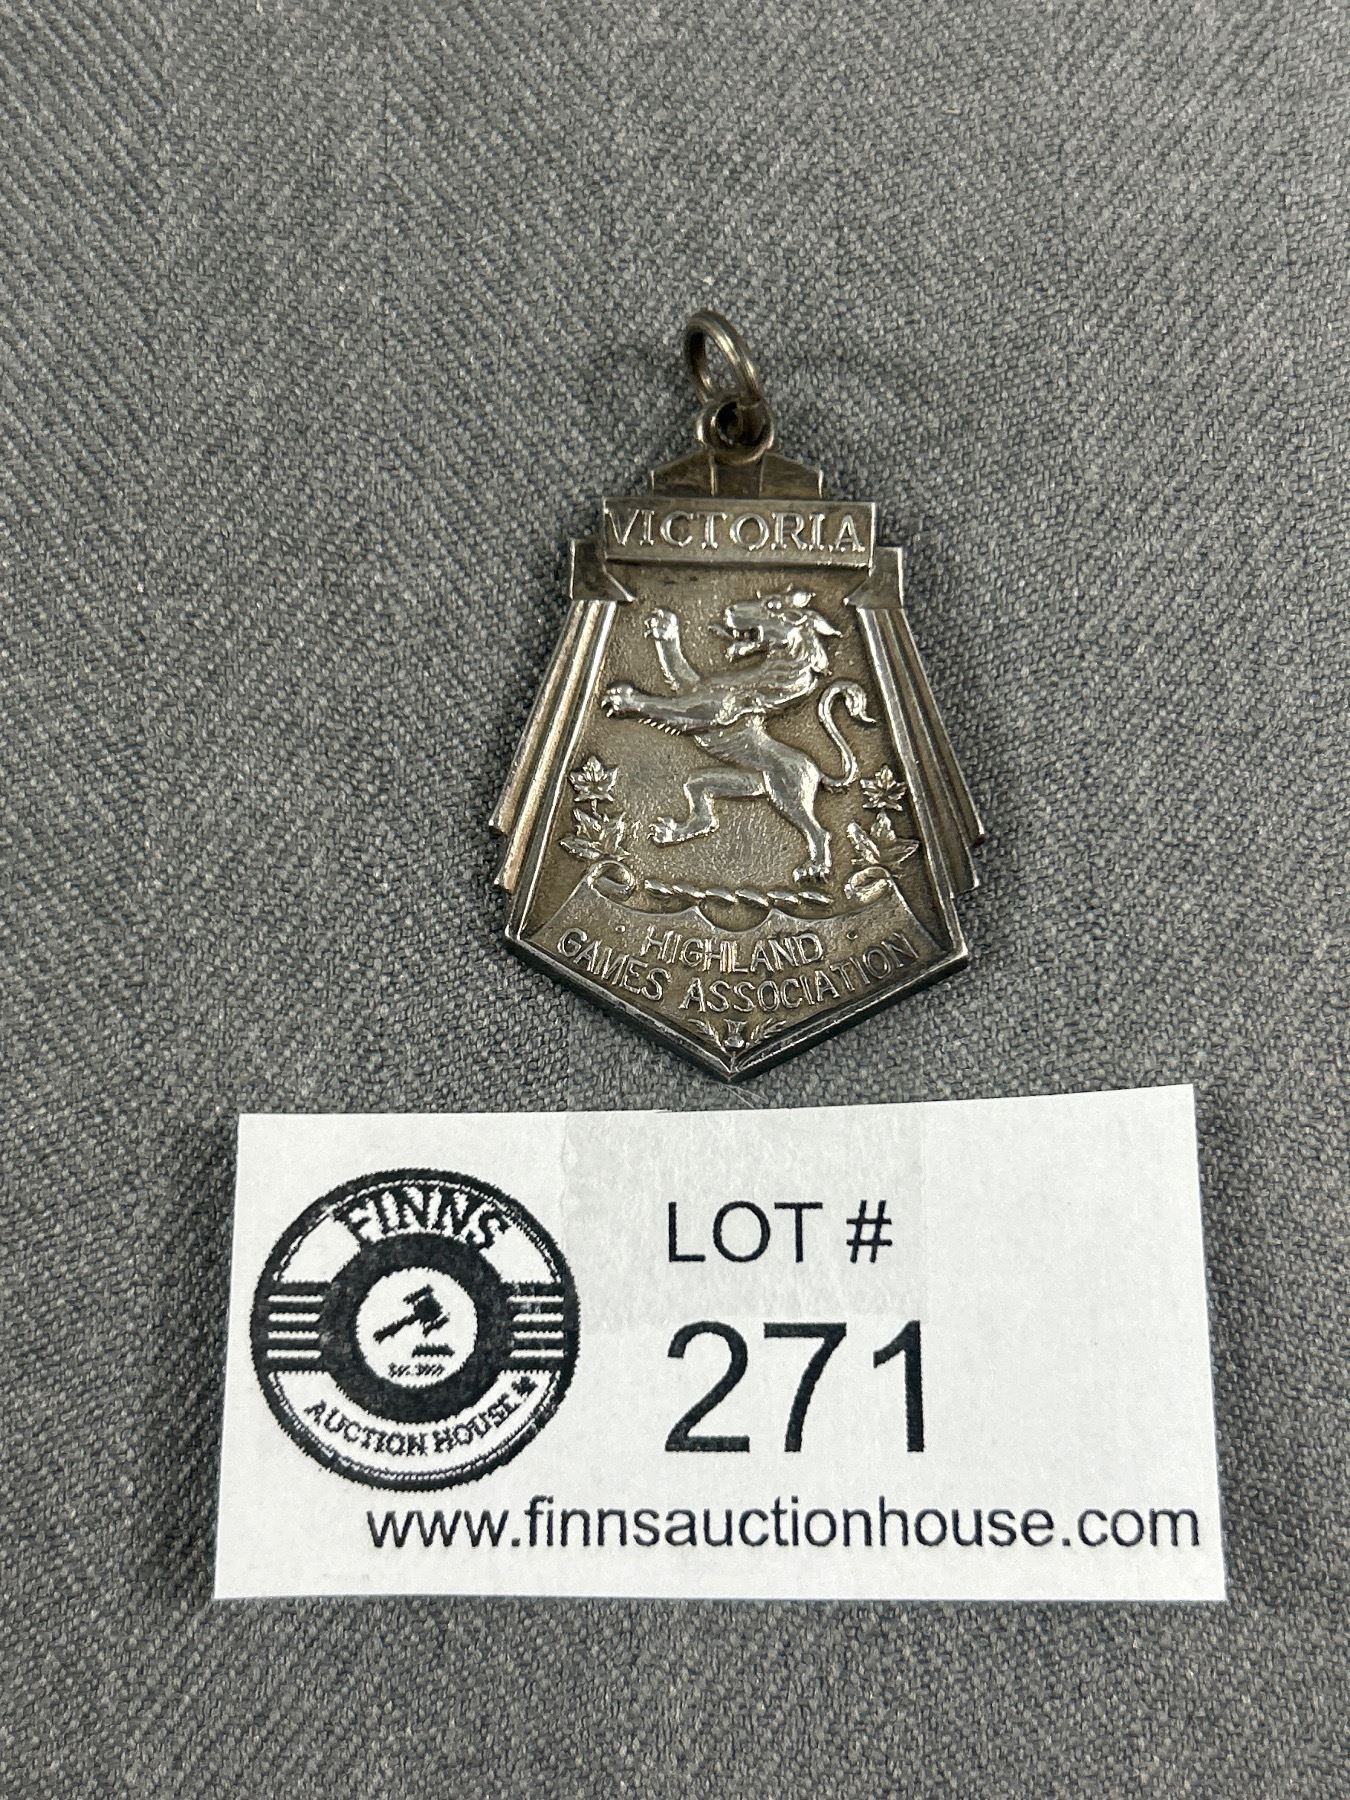 VICTORIA
HIGHLAND
GAMES ASSOCIATION
FINNS
AUCTION HOUSE
LOT #
271
www.finnsauctionhouse.com